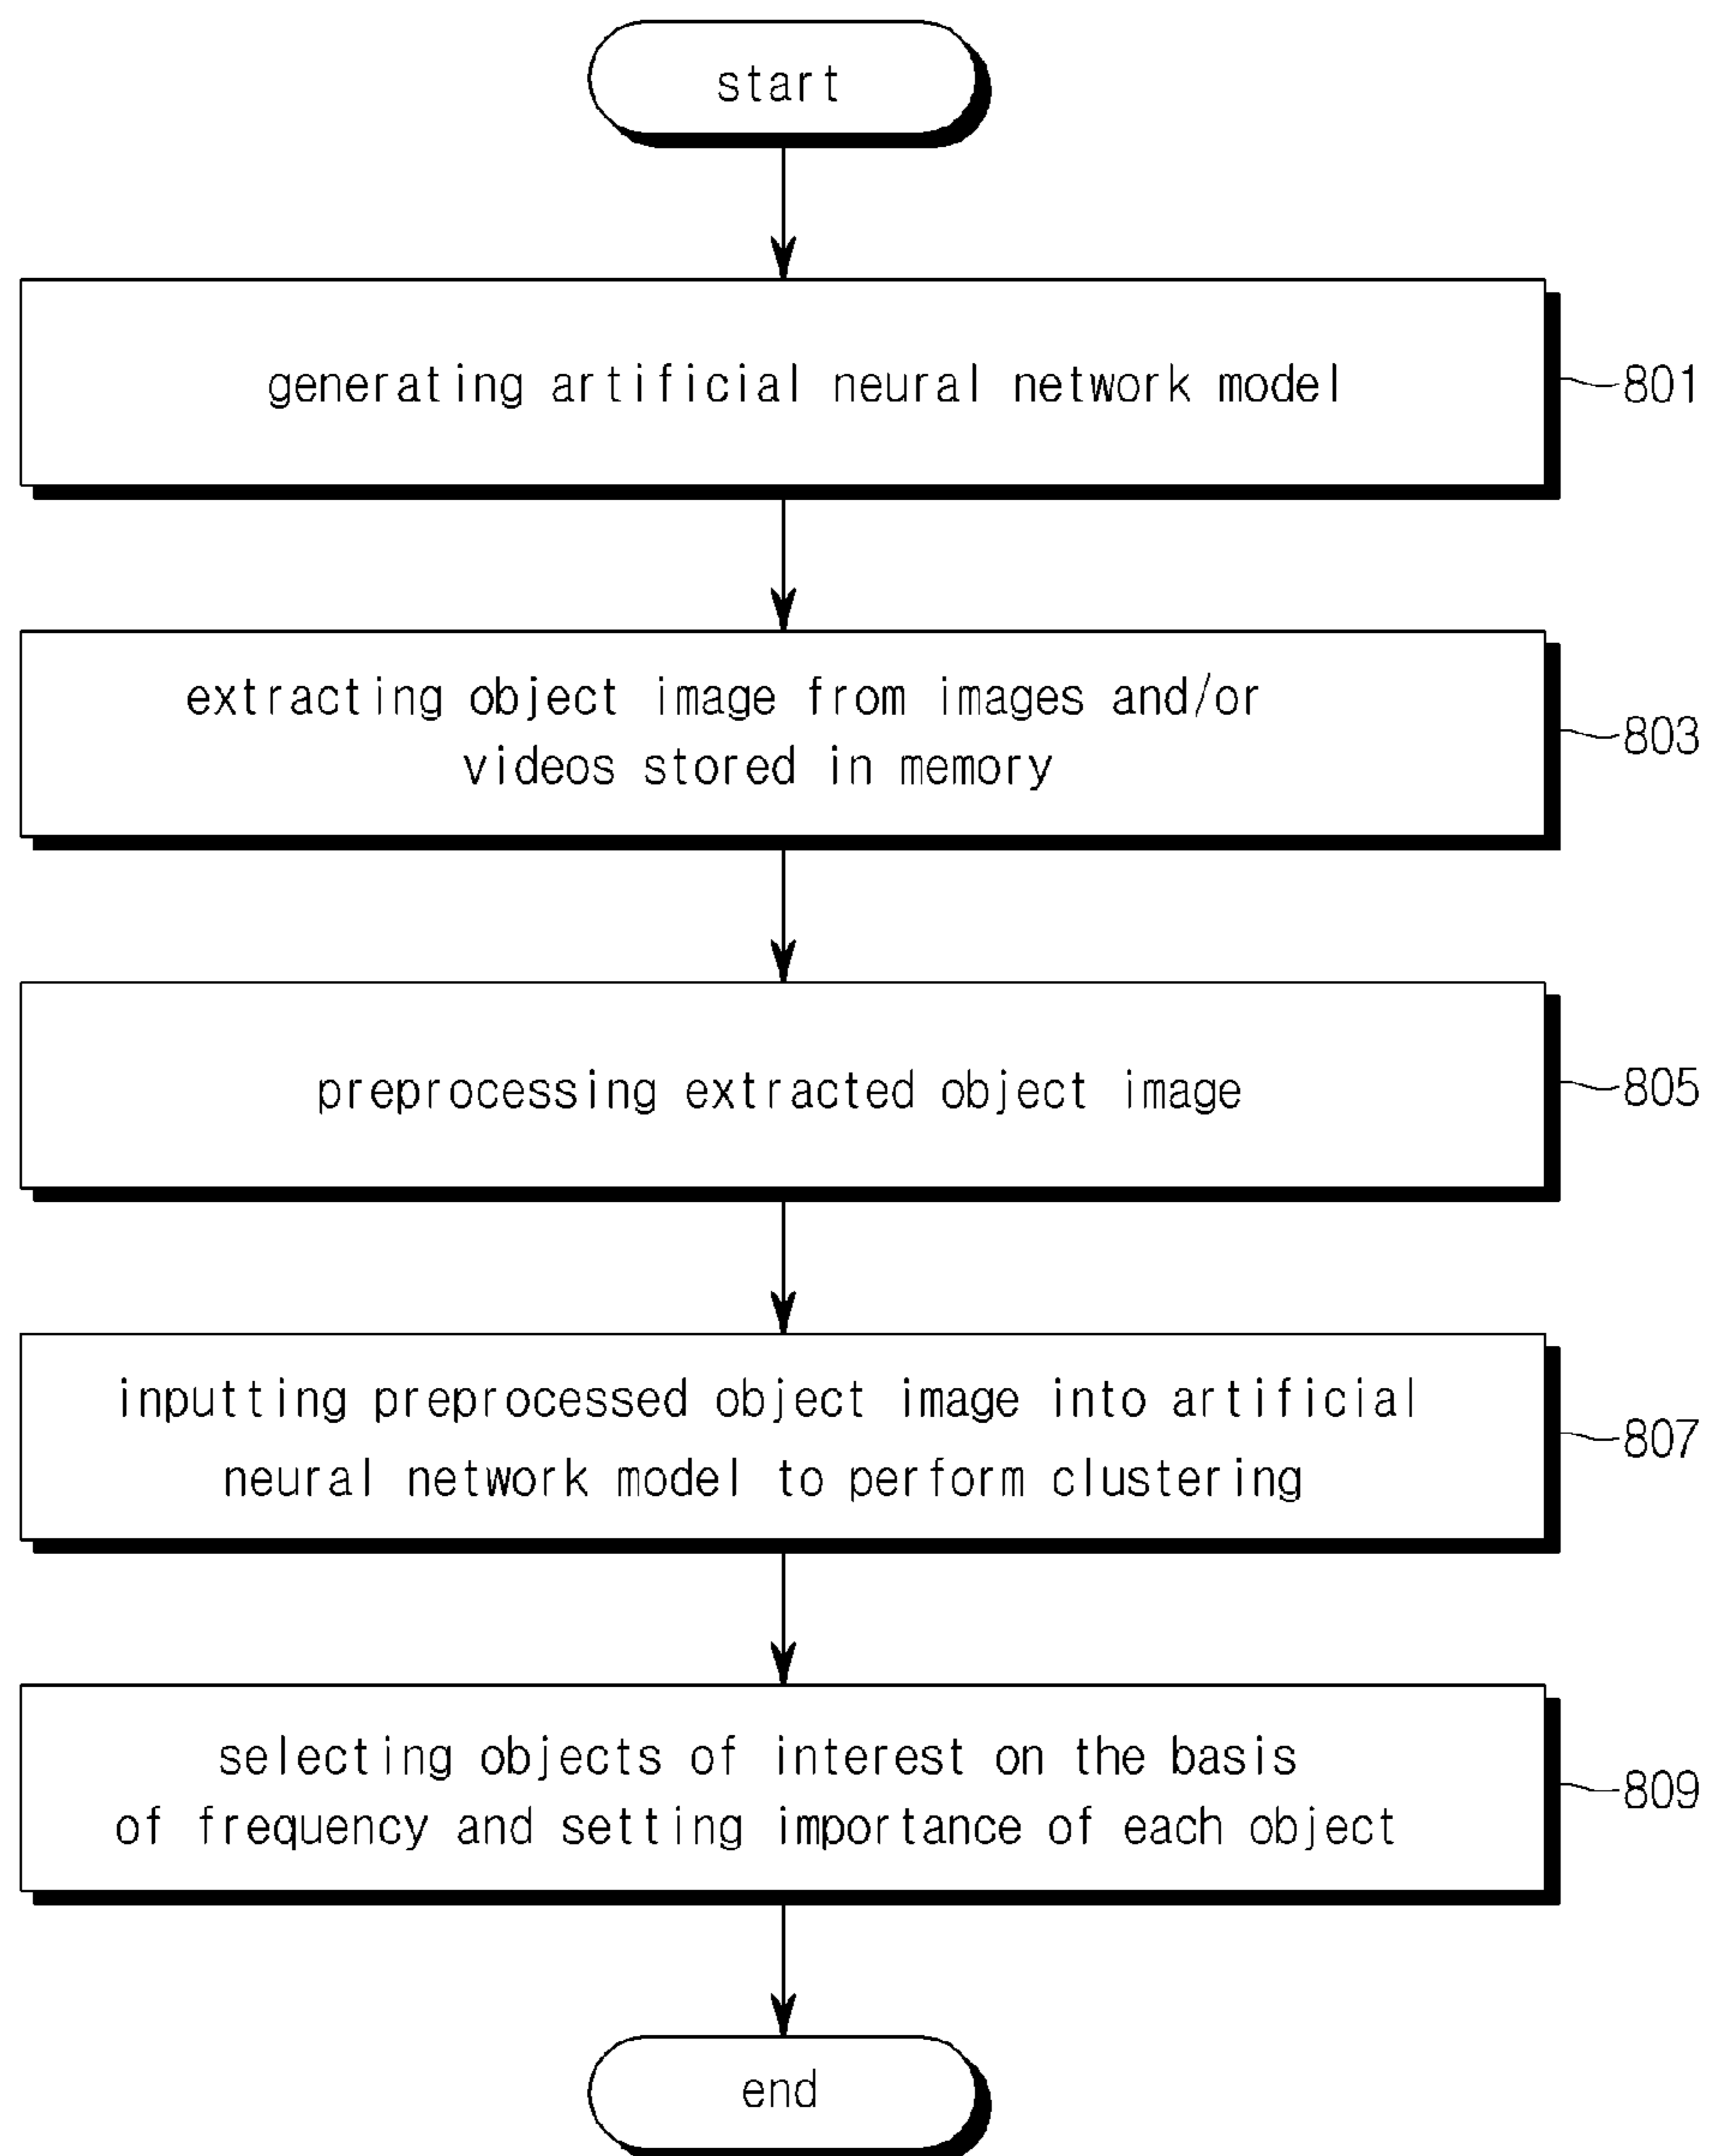 start
generating artificial neural network model
801
extracting object image from images and/or
videos stored in memory
803
preprocessing extracted object image
805
inputting preprocessed object image into artificial
neural network model to perform clustering
807
selecting objects of interest on the basis
of frequency and setting importance of each object
809
end